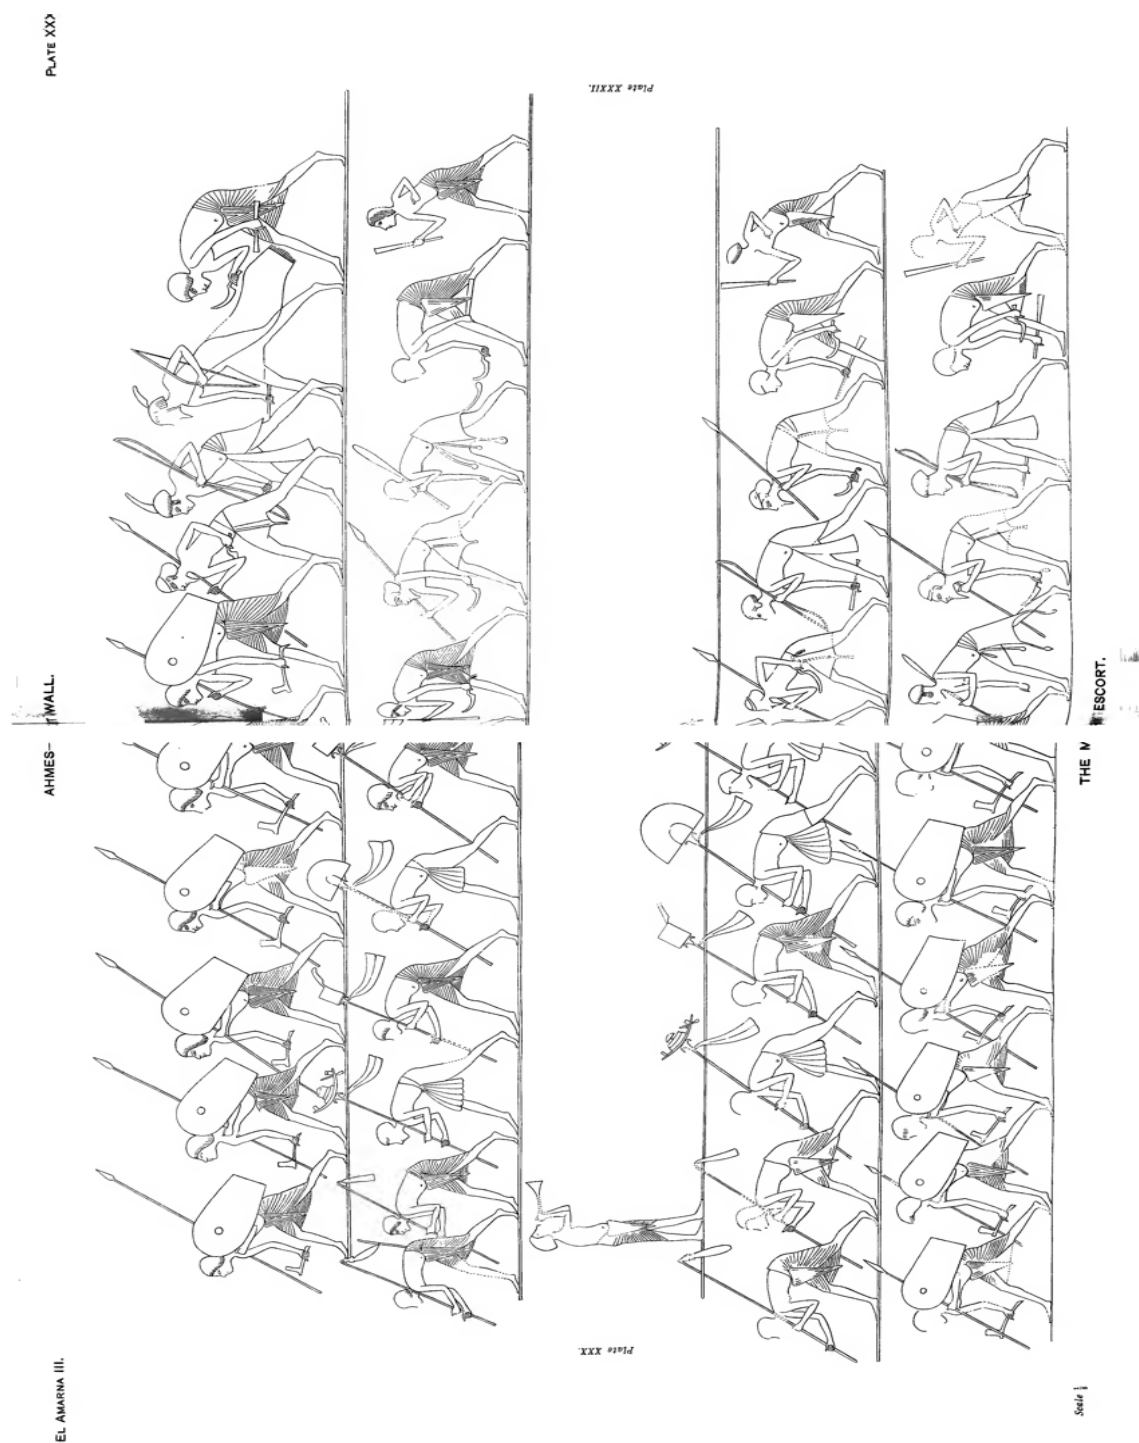 EL AMARNA III.
AHMES—
WALL.
PLATE XX
Plate XXX.
Plate XXXII.
Scale
THE M
ESCORT.